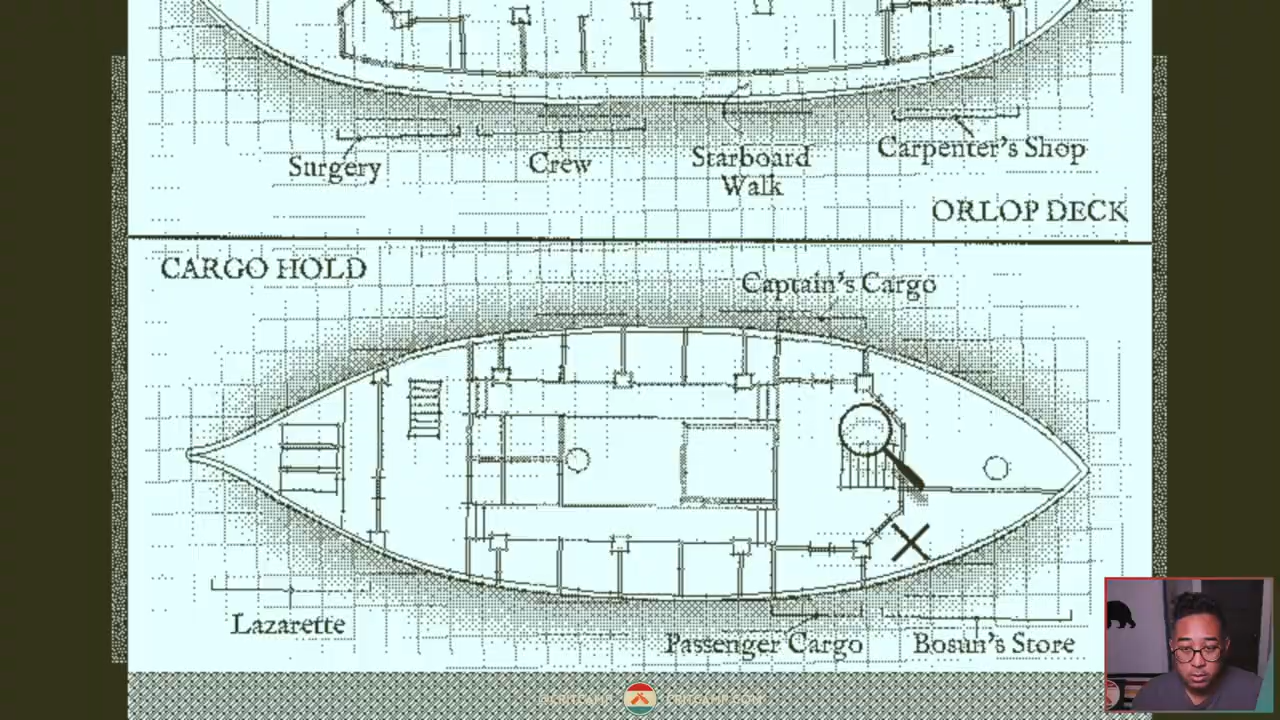 Surgery
Crew
Starboard
Walk
Carpenter's Shop
ORLOP DECK
CARGO HOLD
Captain's Cargo
Lazarette
Passenger Cargo
Bosun's Store